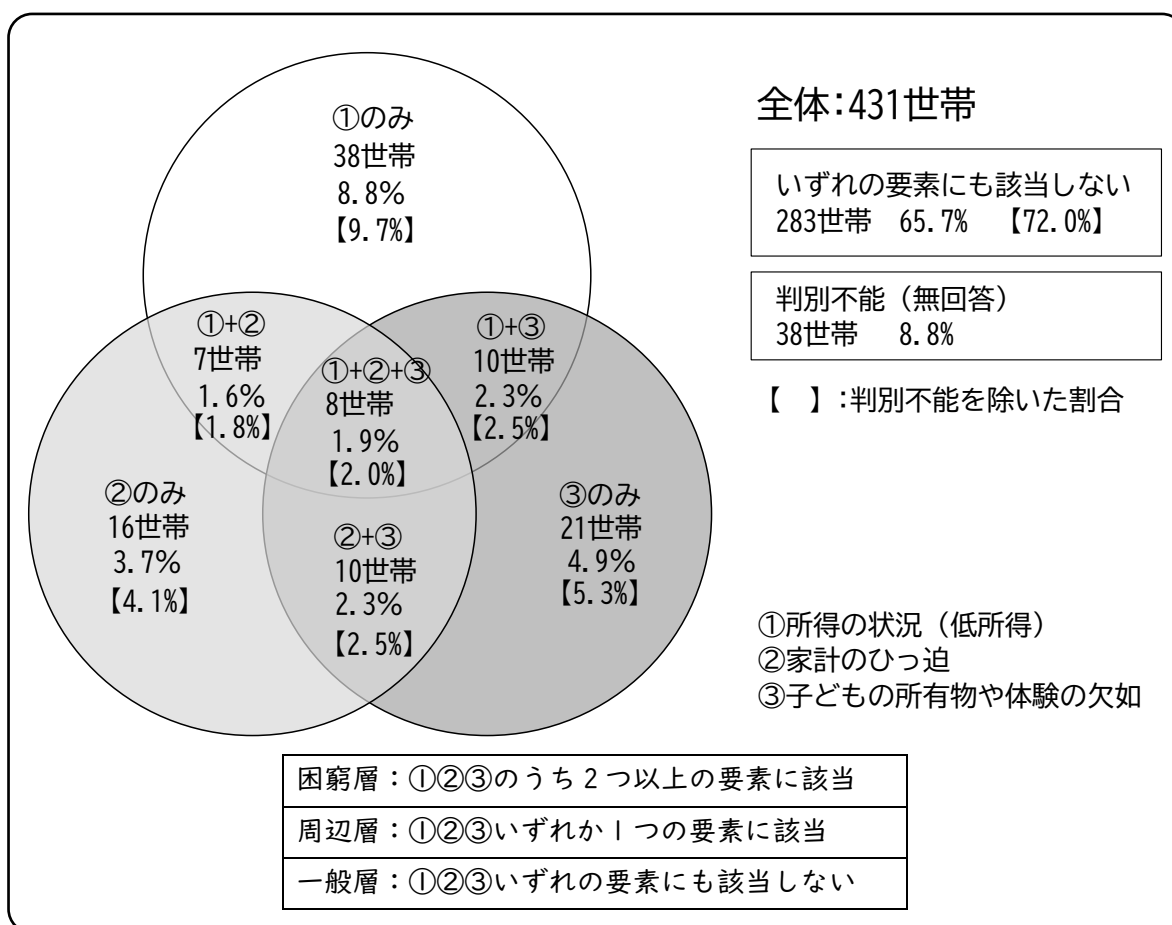 ①のみ
38世帯
8.8%
【9.7%】
①+②
7世帯
1.6%
【1.8%】
①+②+③
8世帯
1.9%
【2.0%】
①+③
10世帯
2.3%
【2.5%】
②のみ
16世帯
3.7%
【4.1%】
②+③
10世帯
2.3%
【2.5%】
③のみ
21世帯
4.9%
【5.3%】
全体:431世帯
いずれの要素にも該当しない
283世帯 65.7% 【72.0%】
判別不能（無回答）
38世帯 8.8%
【 】:判別不能を除いた割合
①所得の状況（低所得）
②家計のひっ迫
③子どもの所有物や体験の欠如
困窮層：①②③のうち２つ以上の要素に該当
周辺層：①②③いずれか１つの要素に該当
一般層：①②③いずれの要素にも該当しない